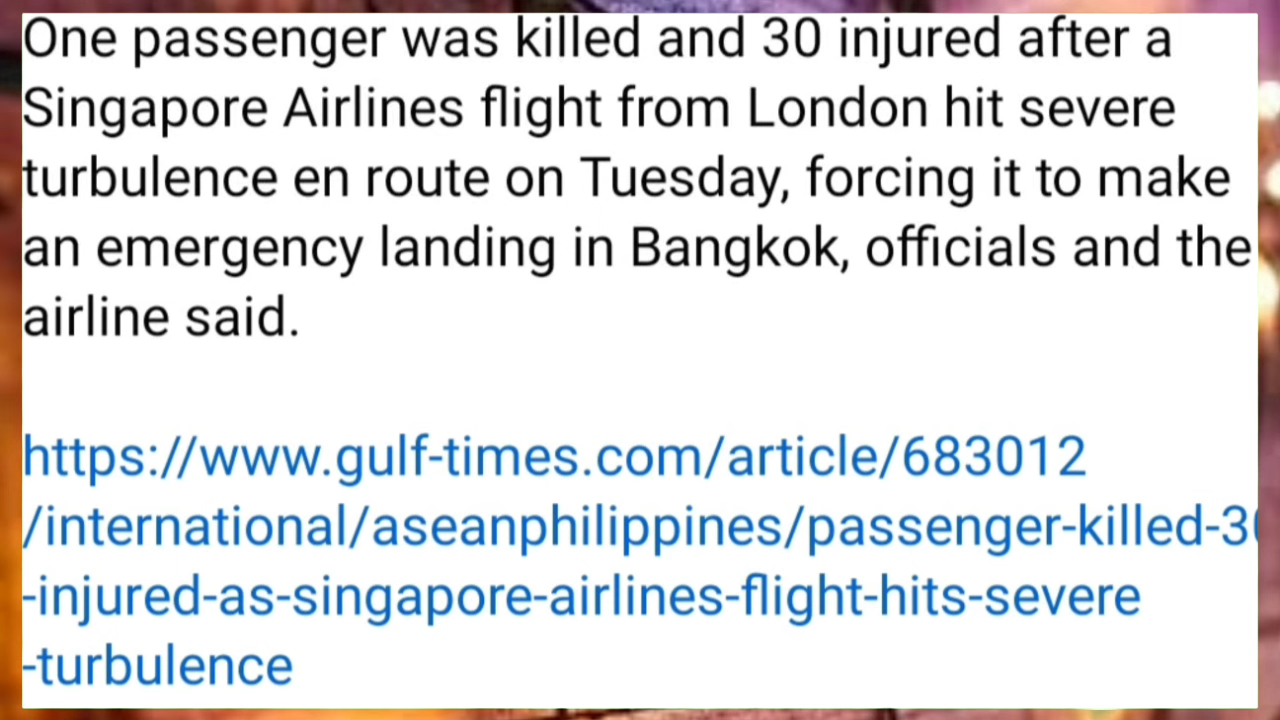 One passenger was killed and 30 injured after a
Singapore Airlines flight from London hit severe
turbulence en route on Tuesday, forcing it to make
an emergency landing in Bangkok, officials and the
airline said.
https://www.gulf-times.com/article/683012
/international/aseanphilippines/passenger-killed-30
-injured-as-singapore-airlines-flight-hits-severe
-turbulence